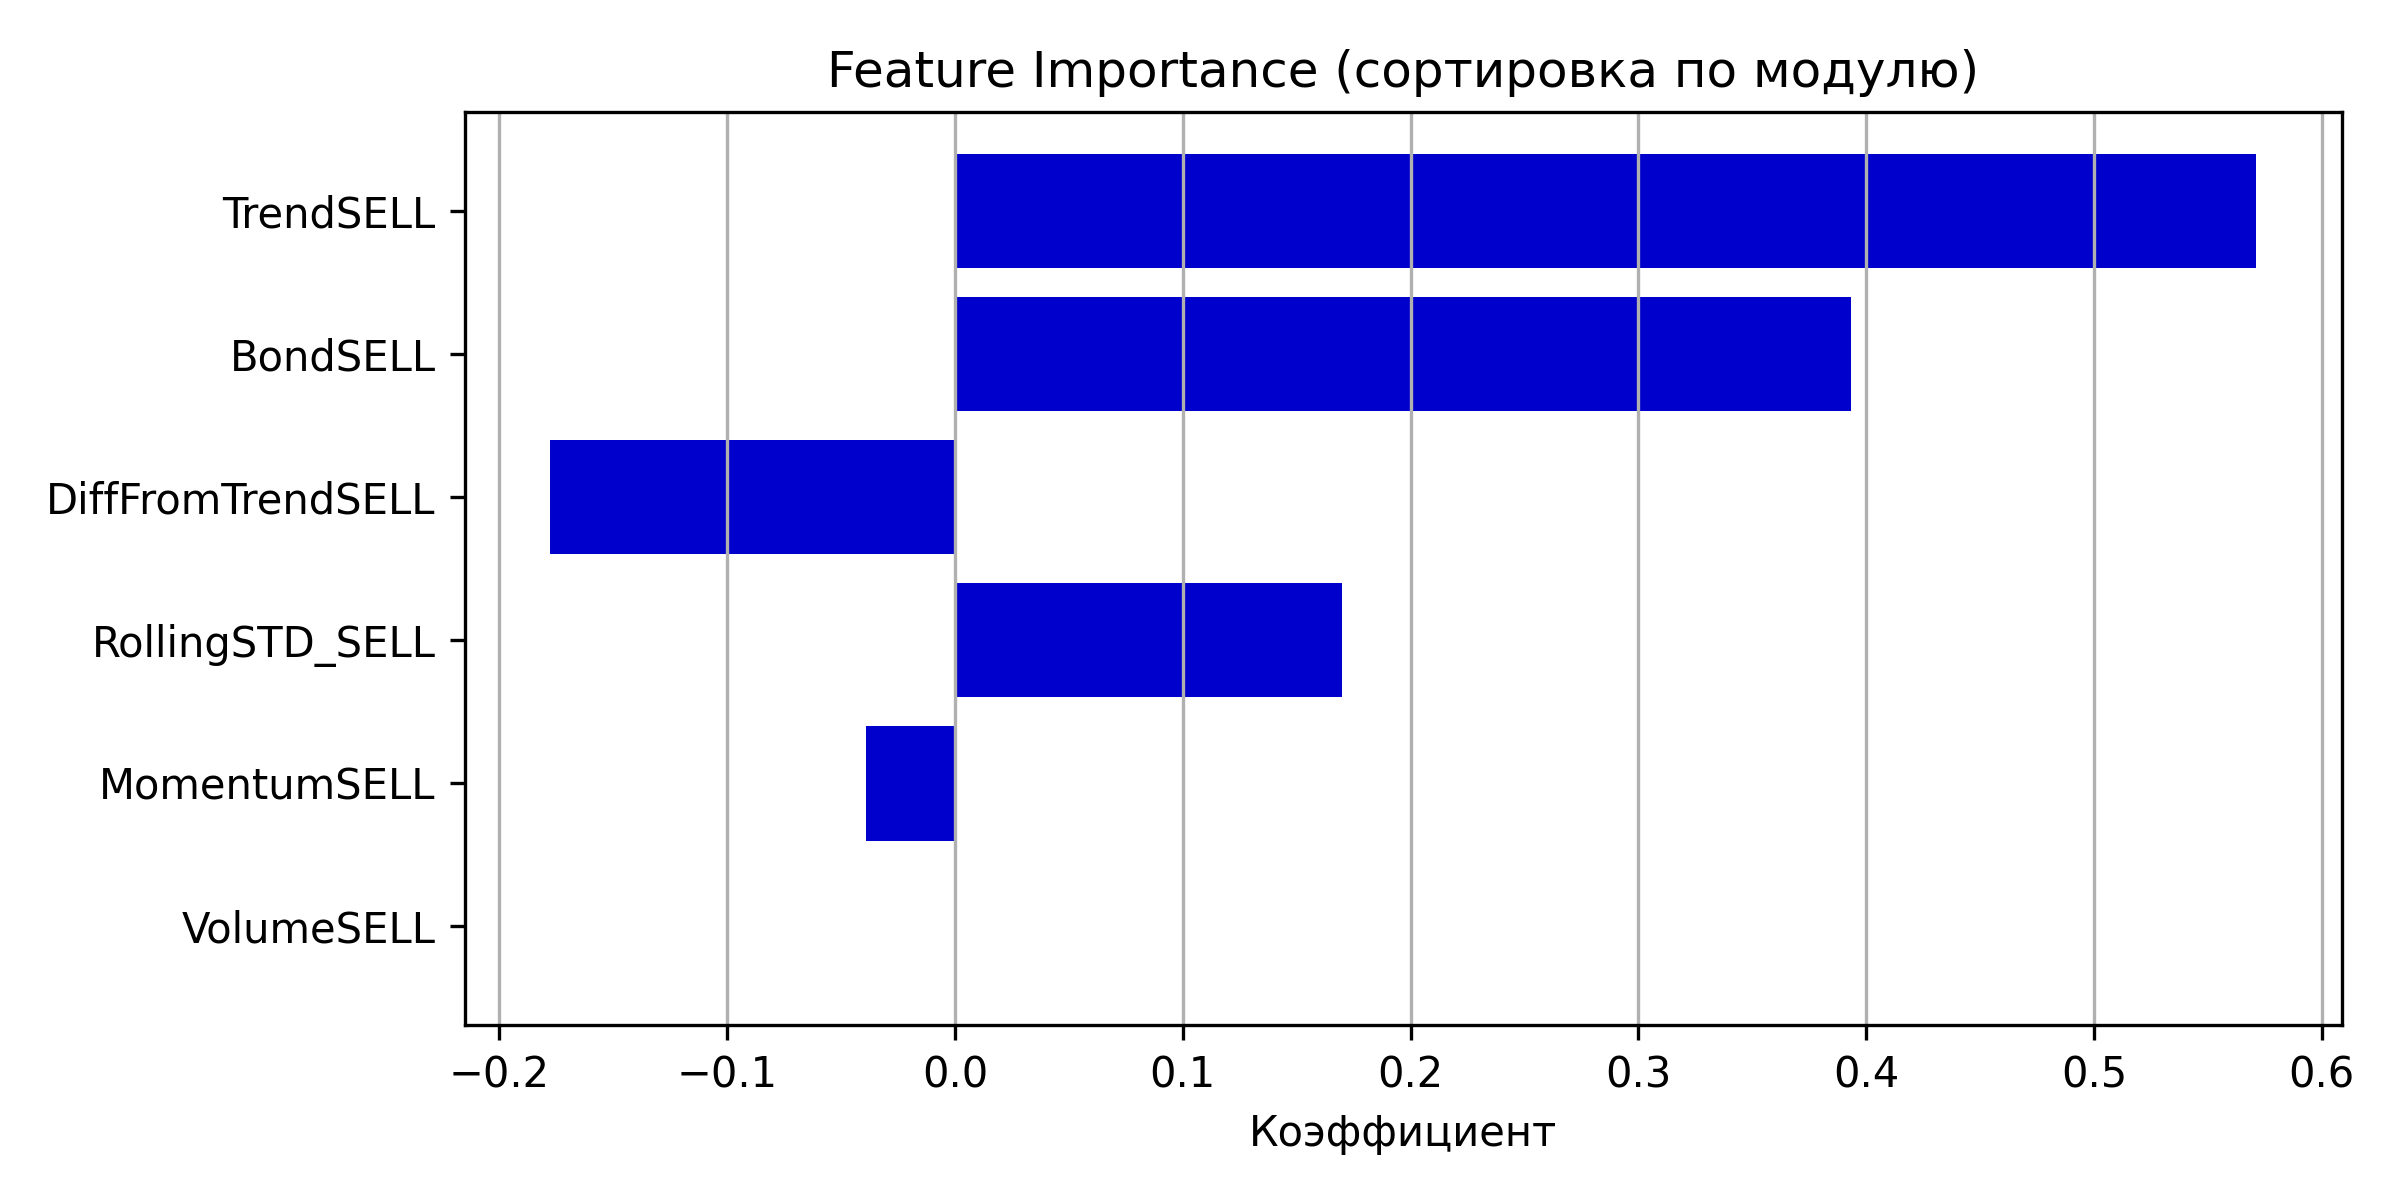 Feature Importance (сортировка по модулю)
TrendSELL
BondSELL
DiffFromTrendSELL
RollingSTD_SELL
MomentumSELL
VolumeSELL
−0.2 −0.1 0.0 0.1 0.2 0.3 0.4 0.5 0.6
Коэффициент